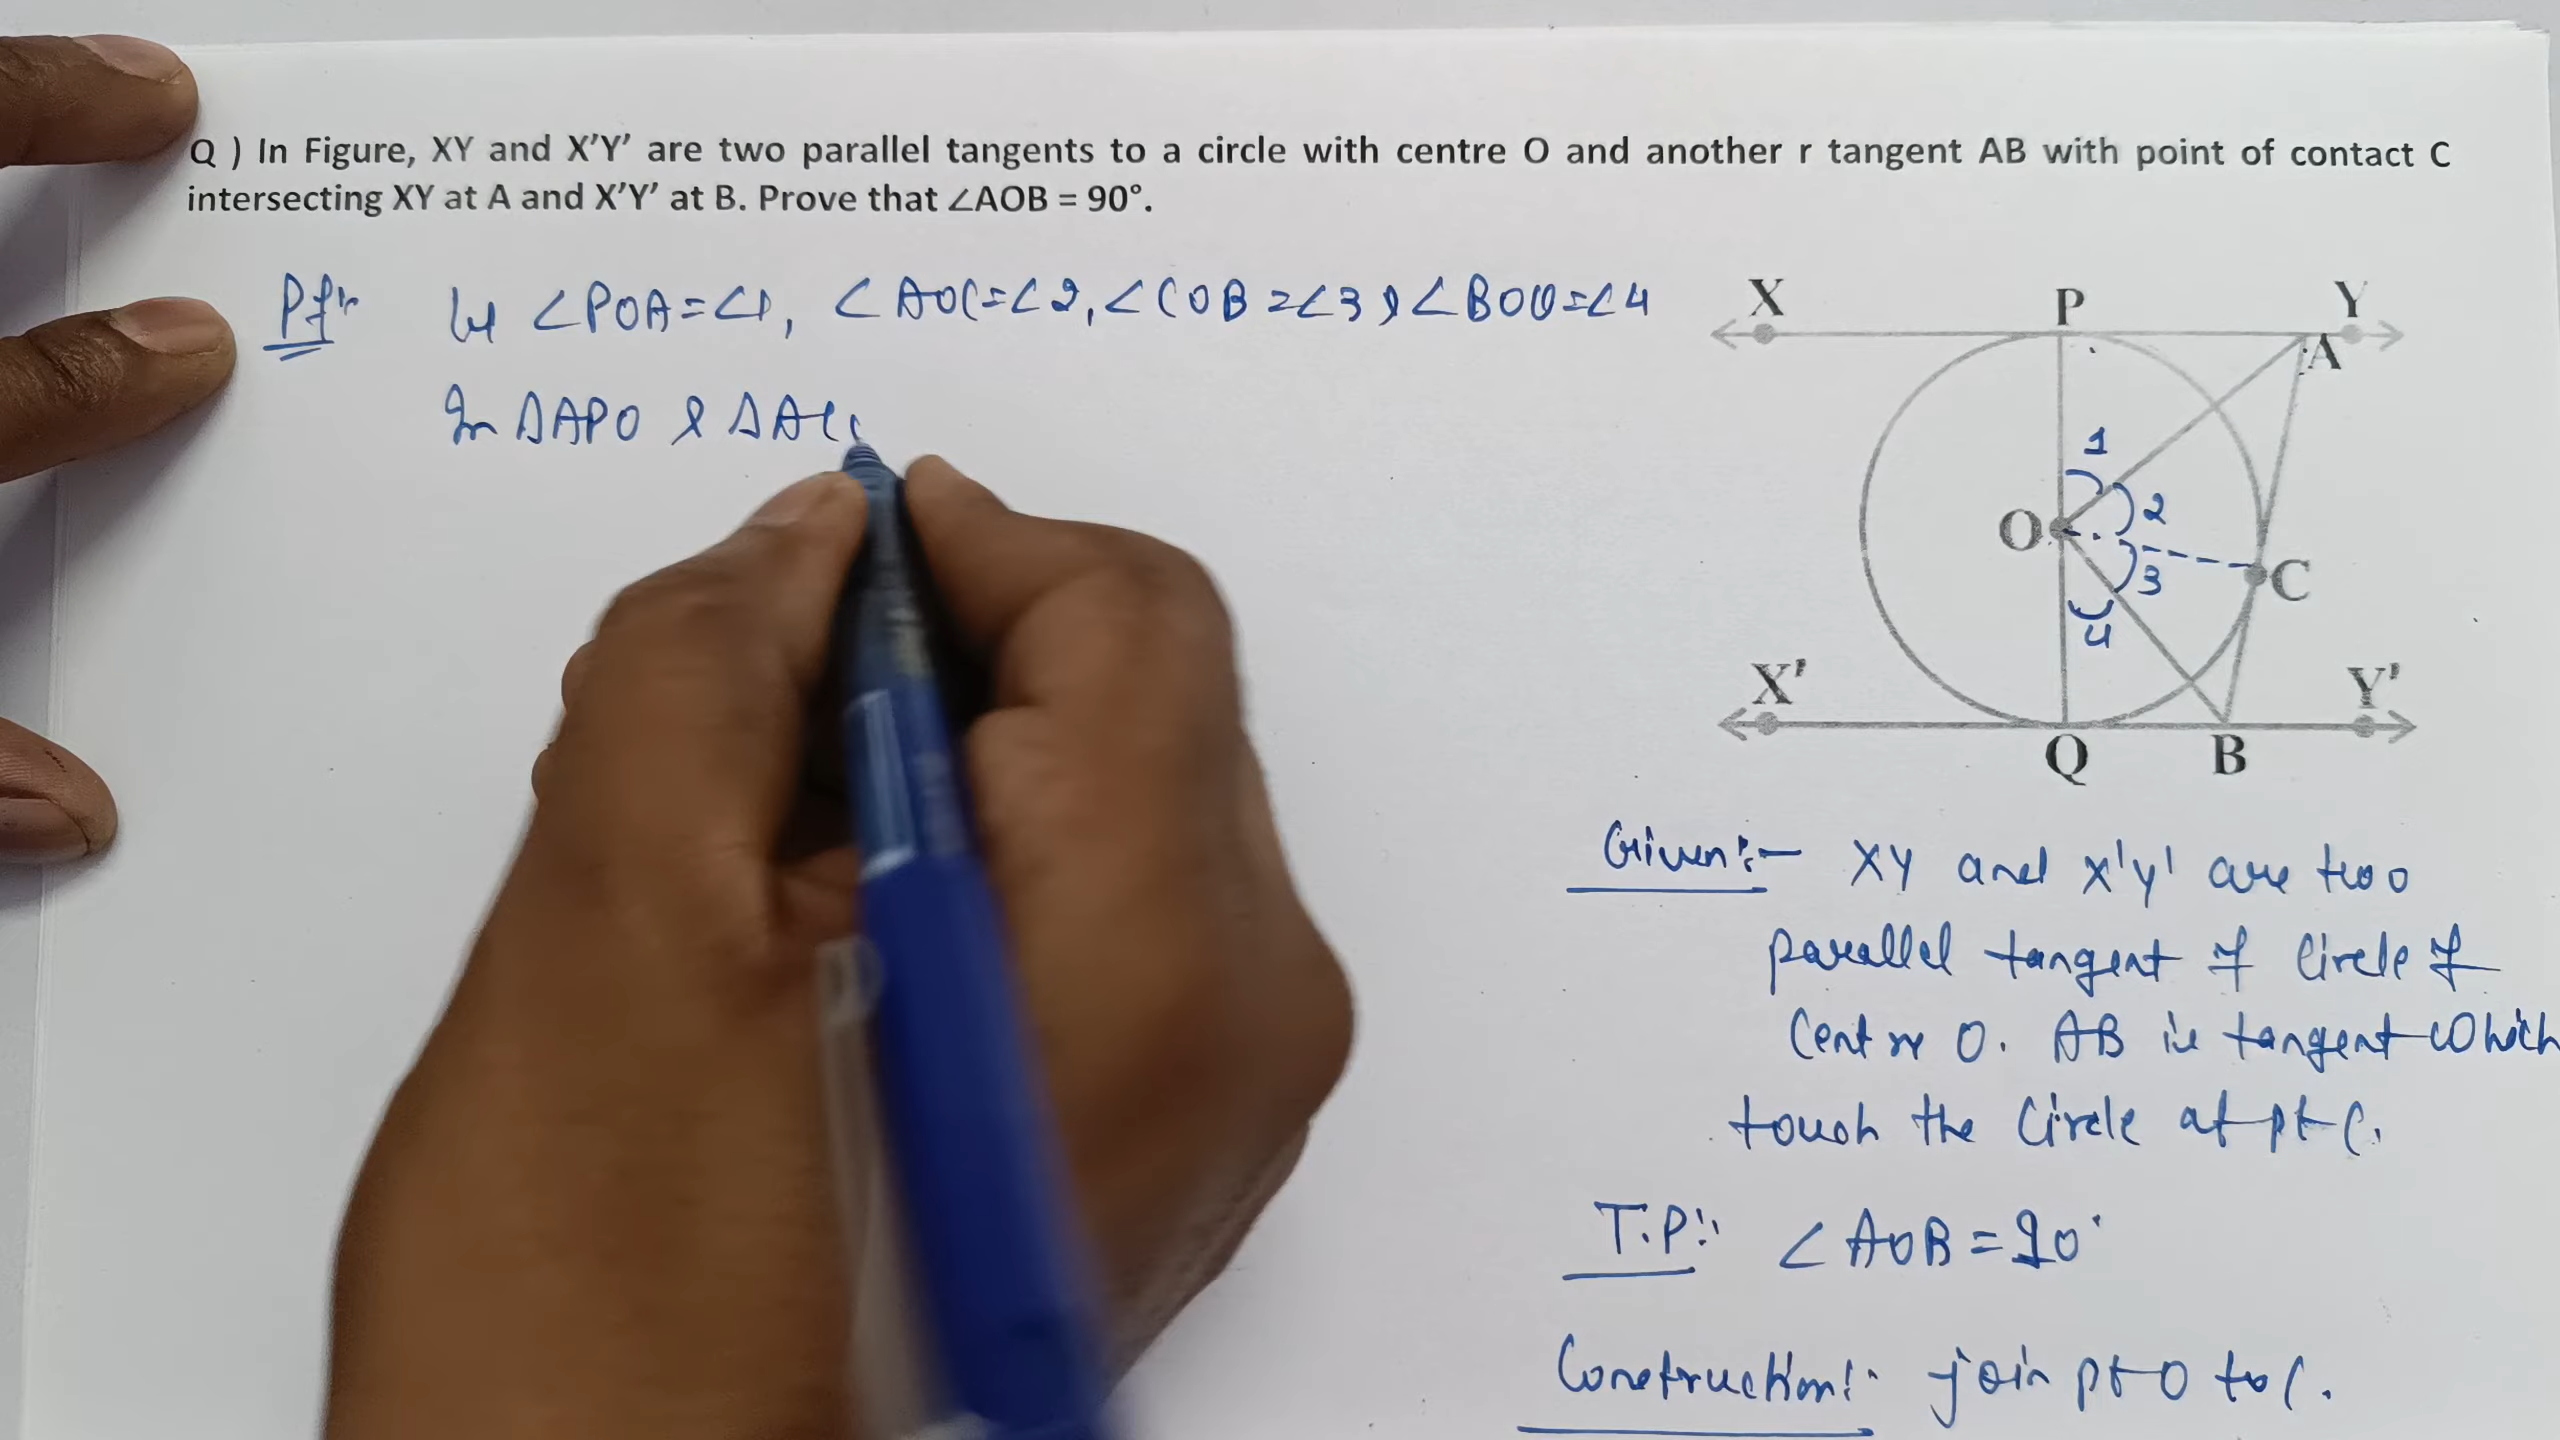 Q ) In Figure, XY and X'Y' are two parallel tangents to a circle with centre O and another r tangent AB with point of contact C
intersecting XY at A and X'Y' at B. Prove that ∠AOB = 90°.
Pf:- let ∠POA=∠1, ∠AOC=∠2, ∠COB=∠3 & ∠BOQ=∠4
In ΔAPO & ΔAC
X P Y
A
1
2
O
3
C
4
X' Y'
Q B
Given:- XY and X'Y' are two
parallel tangent of circle of
Centre O. AB is tangent which
touch the circle at pt C.
T.P:- ∠AOB=90°
Construction:- join pt O to C.